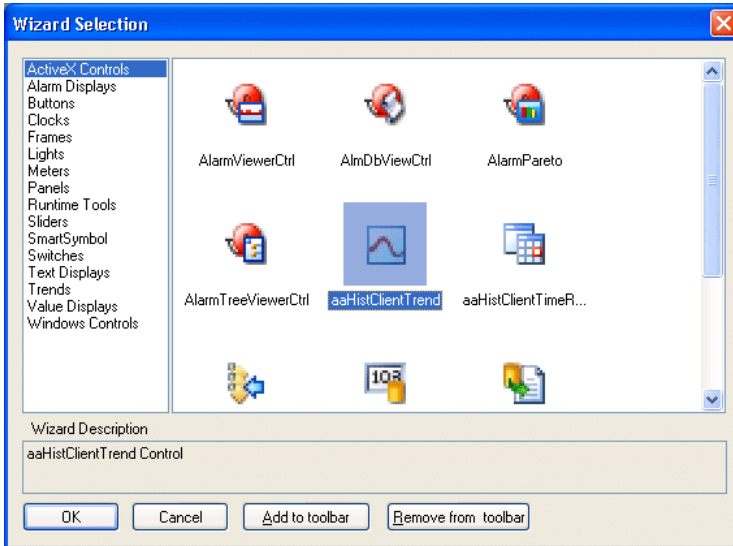 Wizard Selection
ActiveX Controls
Alarm Displays
Buttons
Clocks
Frames
Lights
Meters
Panels
Runtime Tools
Sliders
SmartSymbol
Switches
Text Displays
Trends
Value Displays
Windows Controls
AlarmViewerCtrl
AlmDbViewCtrl
AlarmPareto
AlarmTreeViewerCtrl
aaHistClientTrend
aaHistClientTimeR...
Wizard Description
aaHistClientTrend Control
OK
Cancel
Add to toolbar
Remove from toolbar